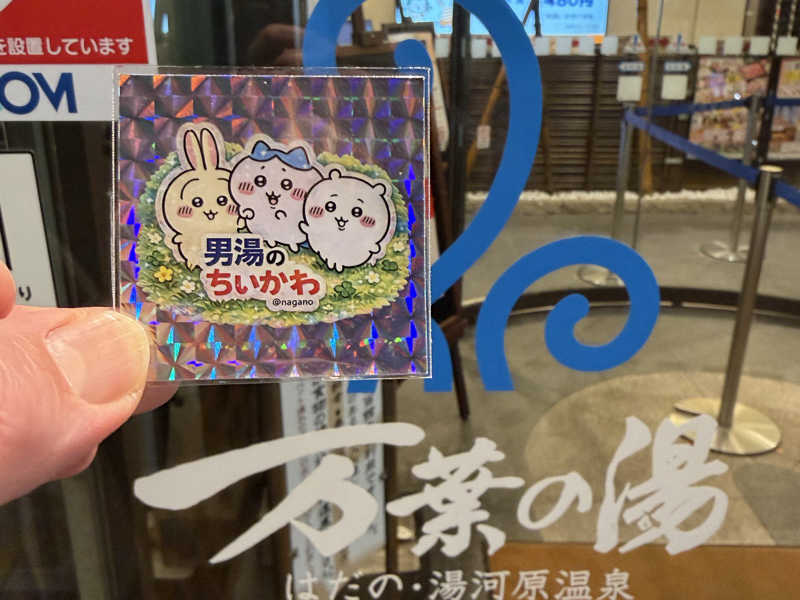 を設置しています
男湯の
ちいかわ
@nagano
万葉の湯
はだの・湯河原温泉